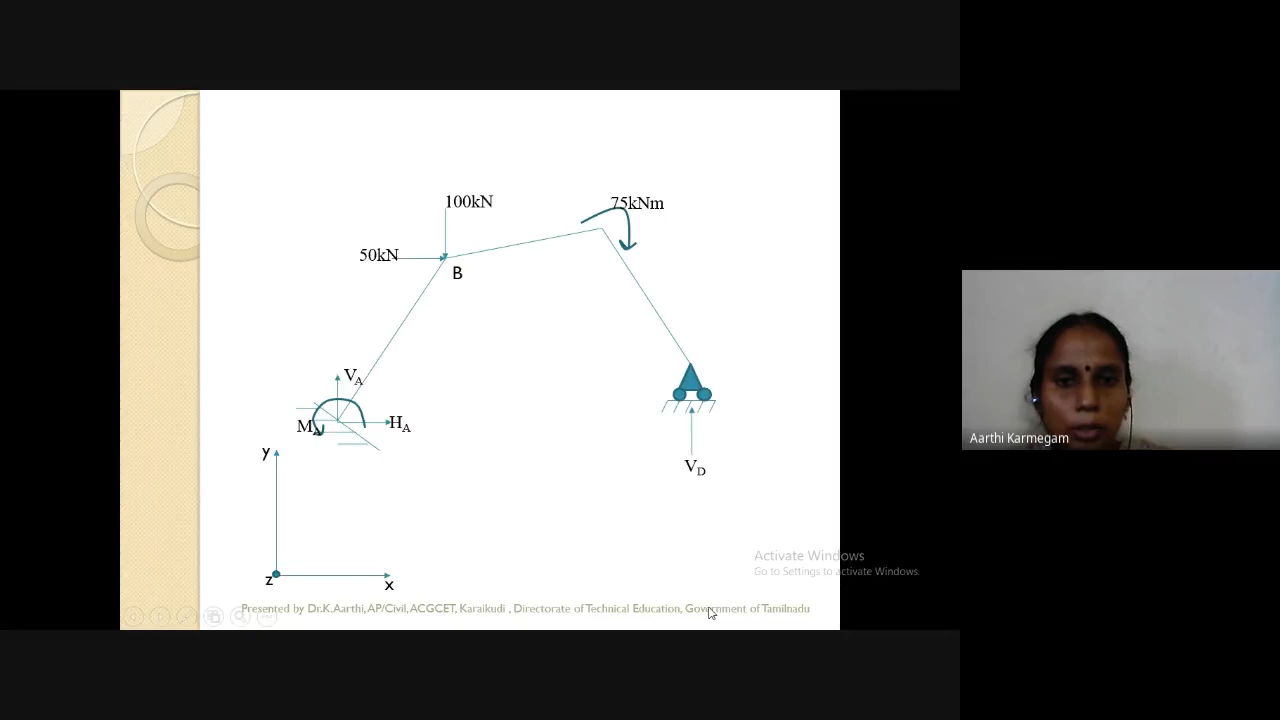 100kN
75kNm
50kN
B
VA
MA
HA
y
VD
z
x
Activate Windows
Go to Settings to activate Windows.
Presented by Dr.K.Aarthi, AP/Civil, ACGCET, Karaikudi , Directorate of Technical Education, Government of Tamilnadu
Aarthi Karmegam